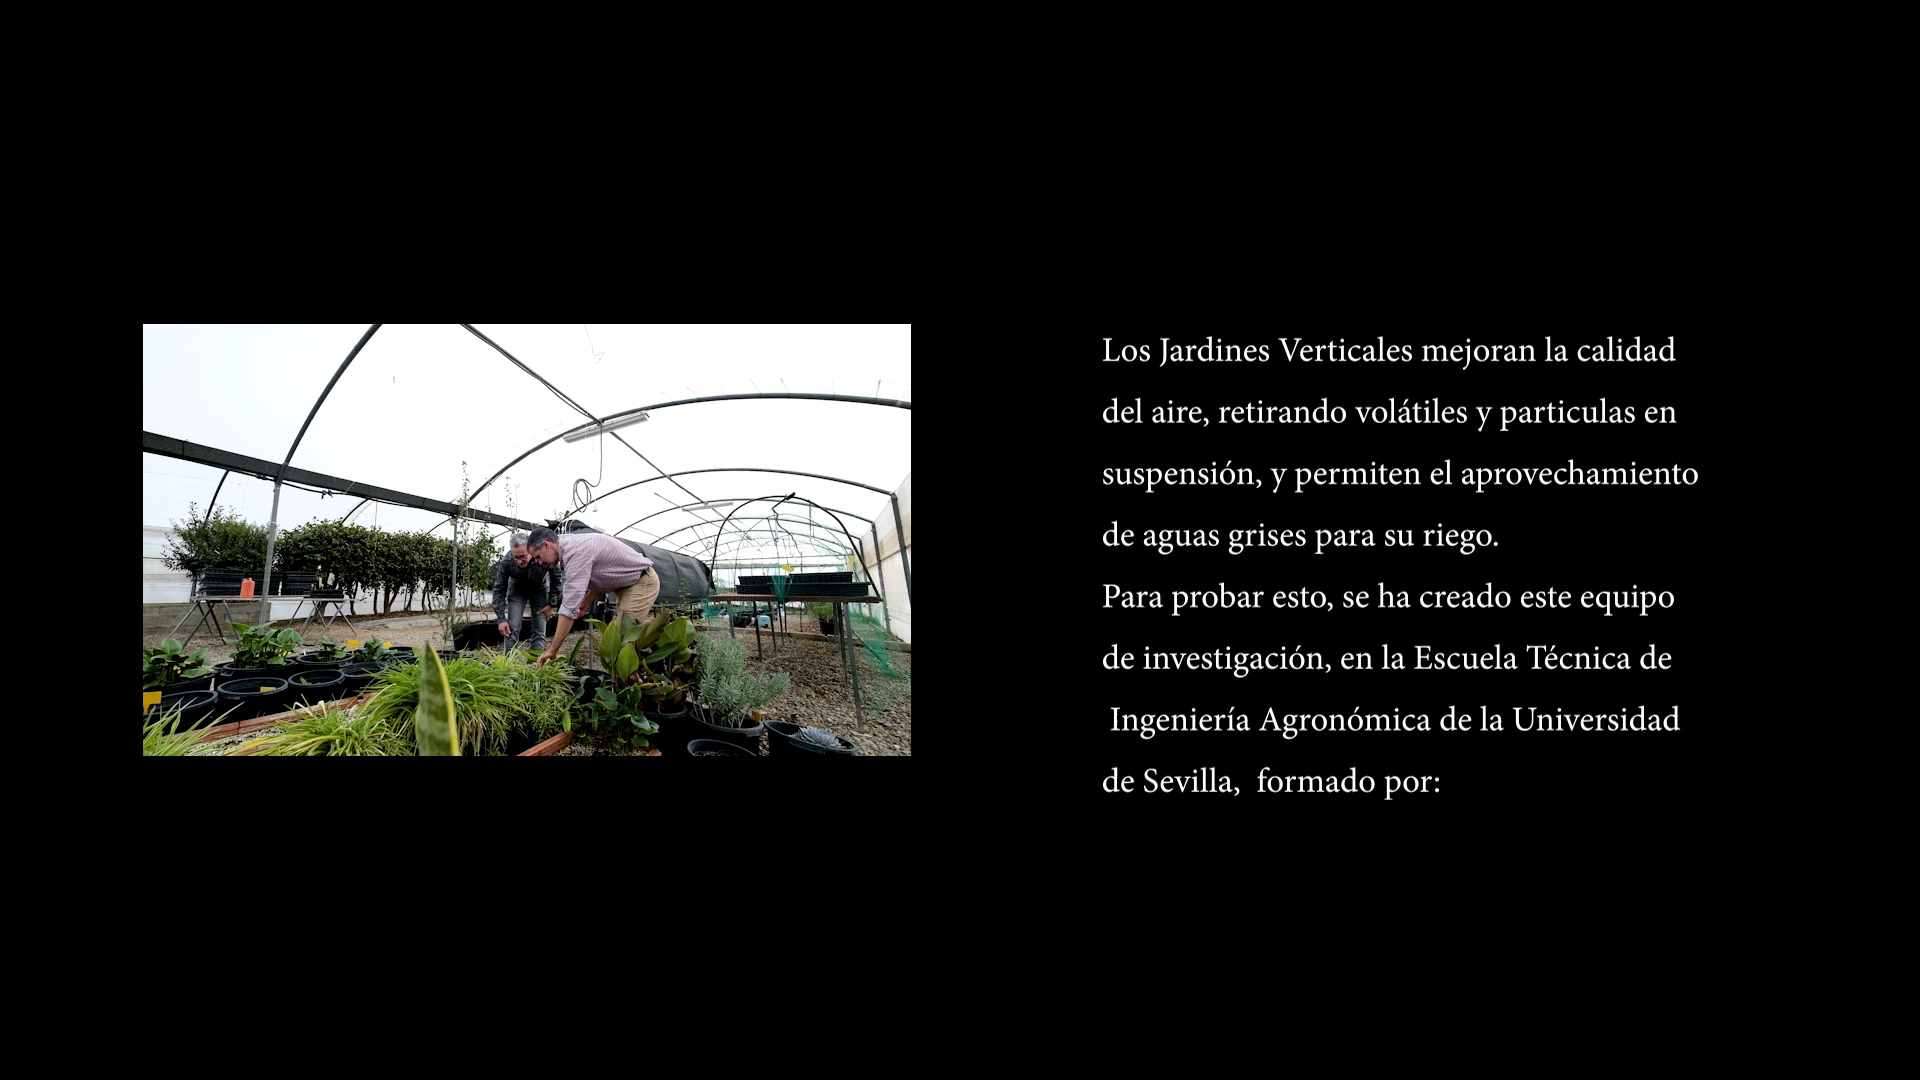 Los Jardines Verticales mejoran la calidad
del aire, retirando volátiles y particulas en
suspensión, y permiten el aprovechamiento
de aguas grises para su riego.
Para probar esto, se ha creado este equipo
de investigación, en la Escuela Técnica de
Ingeniería Agronómica de la Universidad
de Sevilla,  formado por: